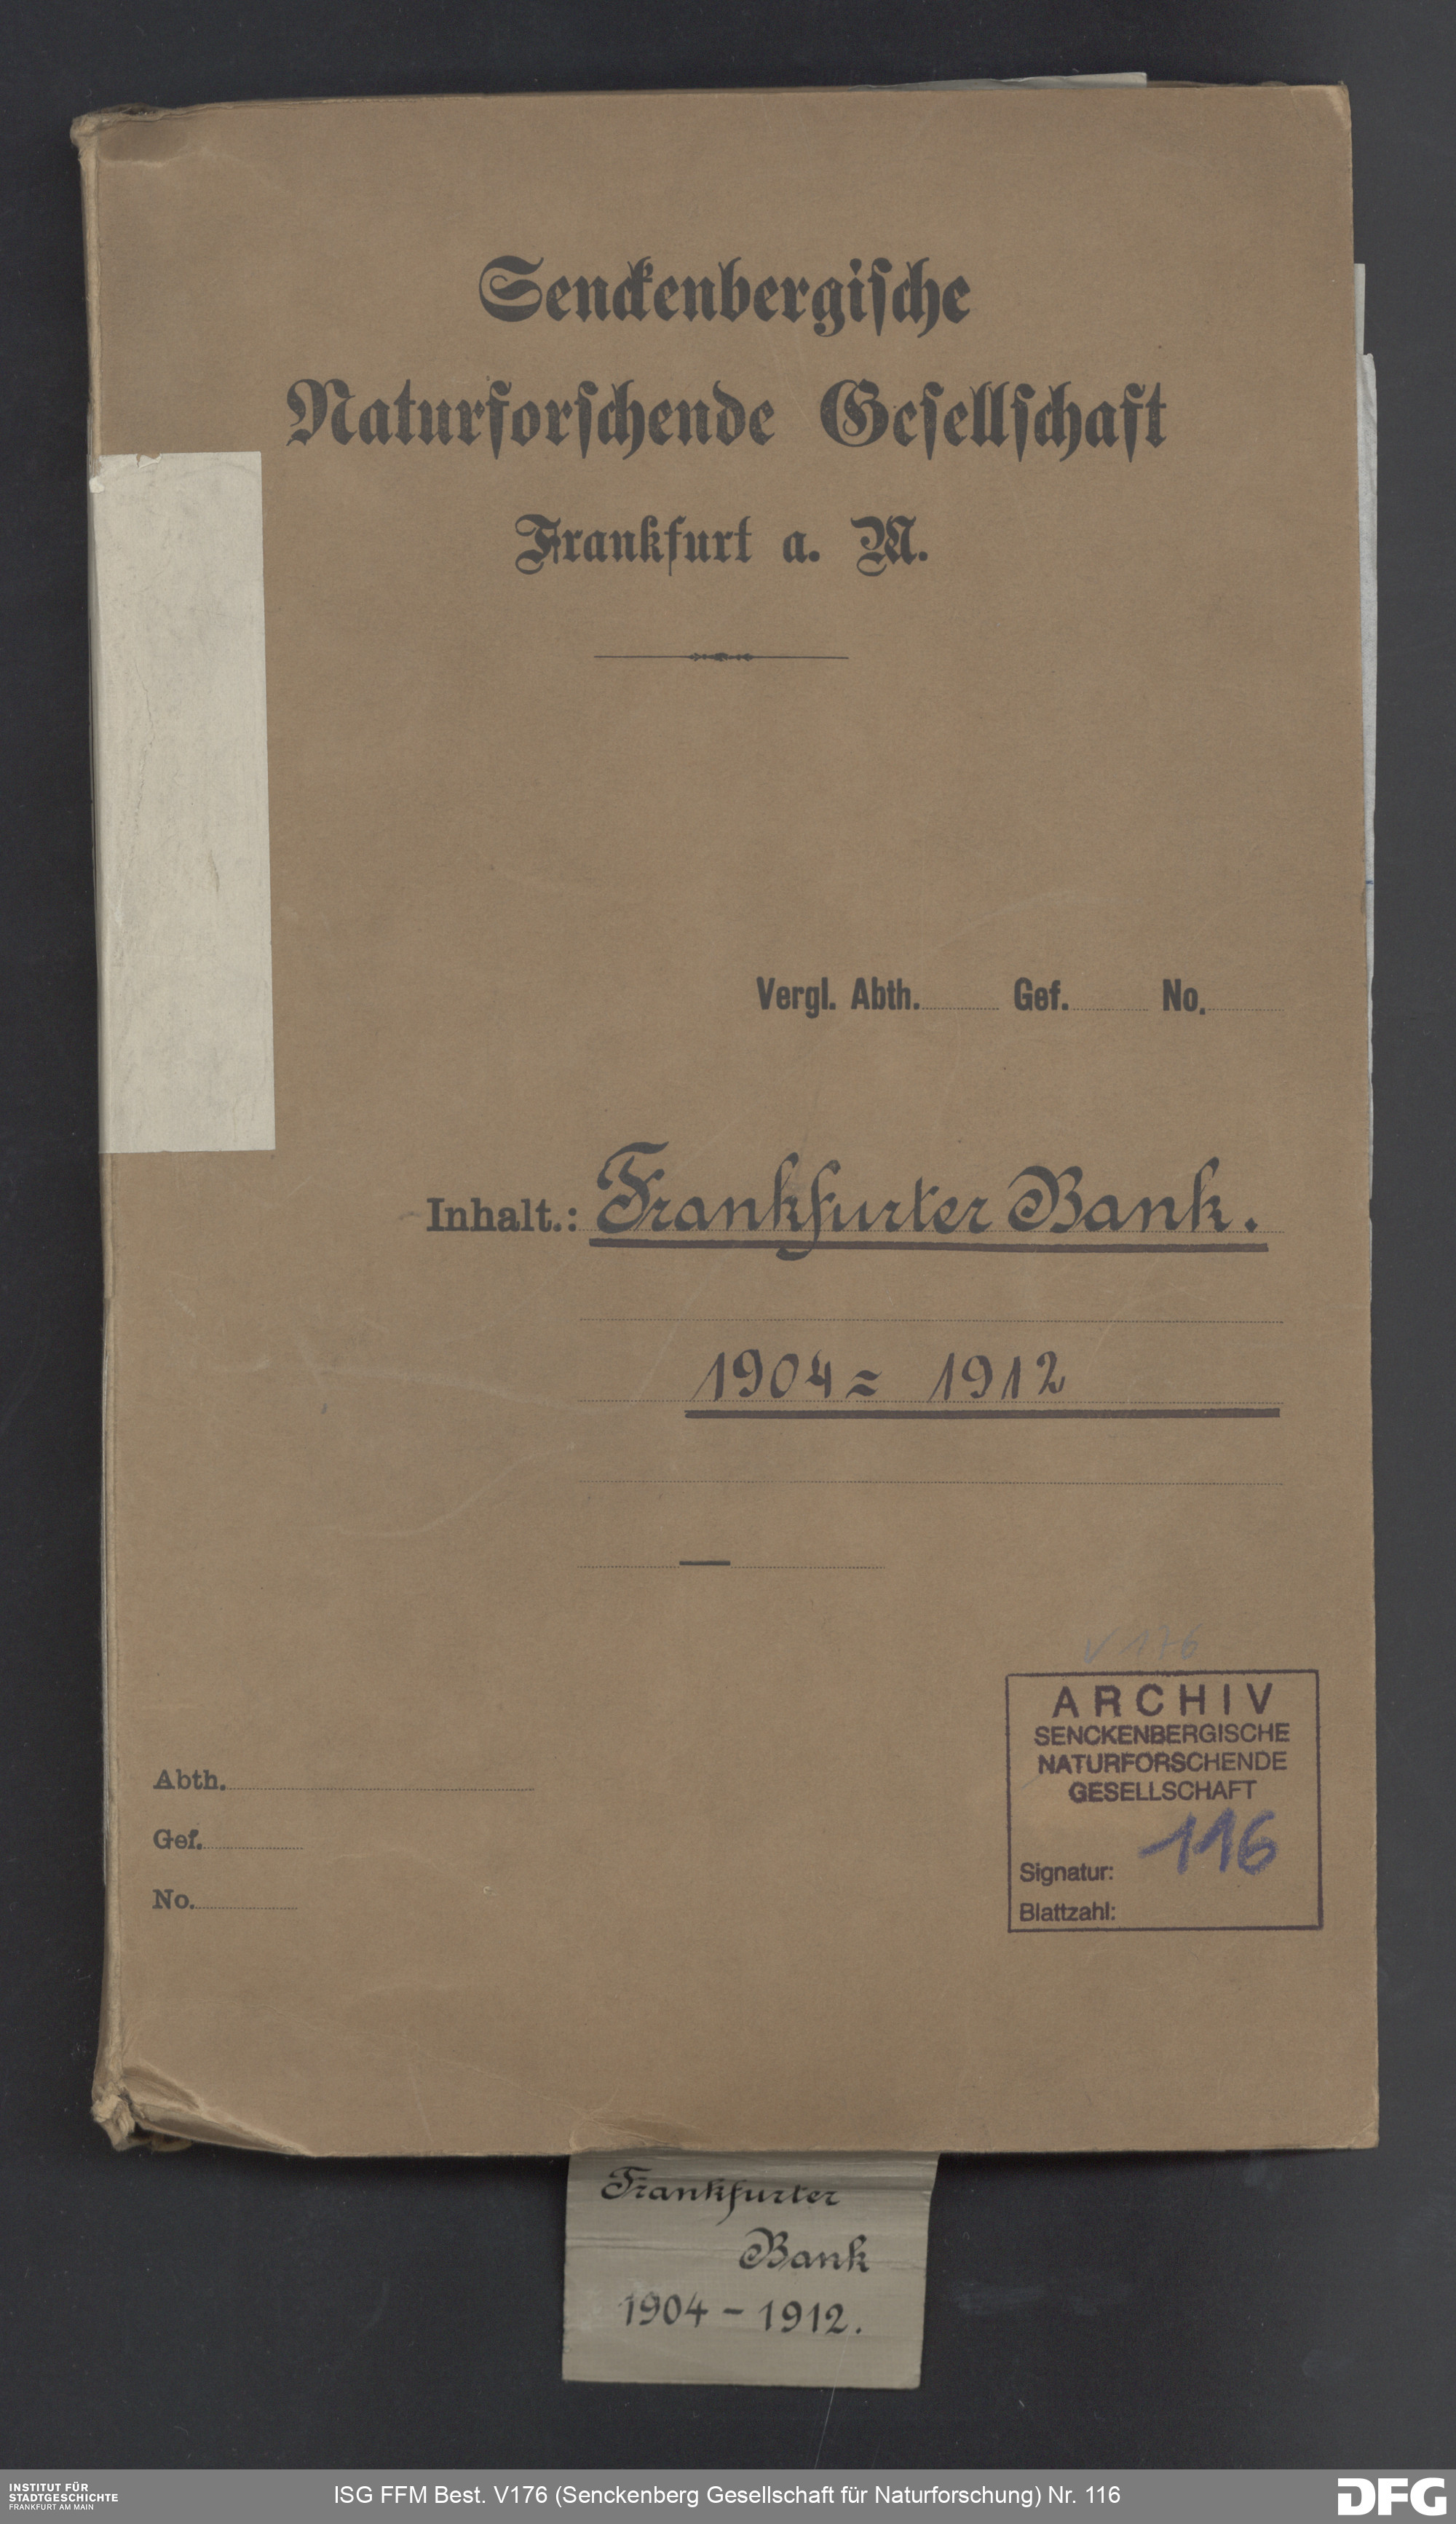 Senckenbergische
Naturforschende Gesellschaft
Frankfurt a. M.
Vergl. Abth. Gef. No.
Inhalt.: Frankfurter Bank.
1904 = 1912
V 176
ARCHIV
SENCKENBERGISCHE
NATURFORSCHENDE
GESELLSCHAFT
116
Signatur:
Blattzahl:
Abth.
Gef.
No.
Frankfurter
Bank
1904 - 1912.
INSTITUT FÜR
STADTGESCHICHTE
FRANKFURT AM MAIN
ISG FFM Best. V176 (Senckenberg Gesellschaft für Naturforschung) Nr. 116
DFG